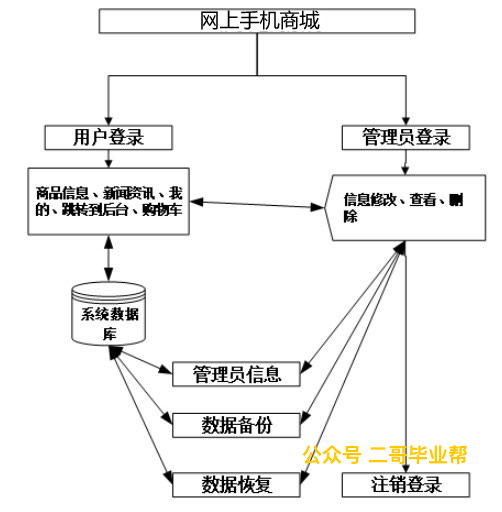 网上手机商城
用户登录
管理员登录
商品信息、新闻资讯、我
的、跳转到后台、购物车
信息修改、查看、删
除
系统数据
库
管理员信息
数据备份
公众号 二哥毕业帮
数据恢复
注销登录